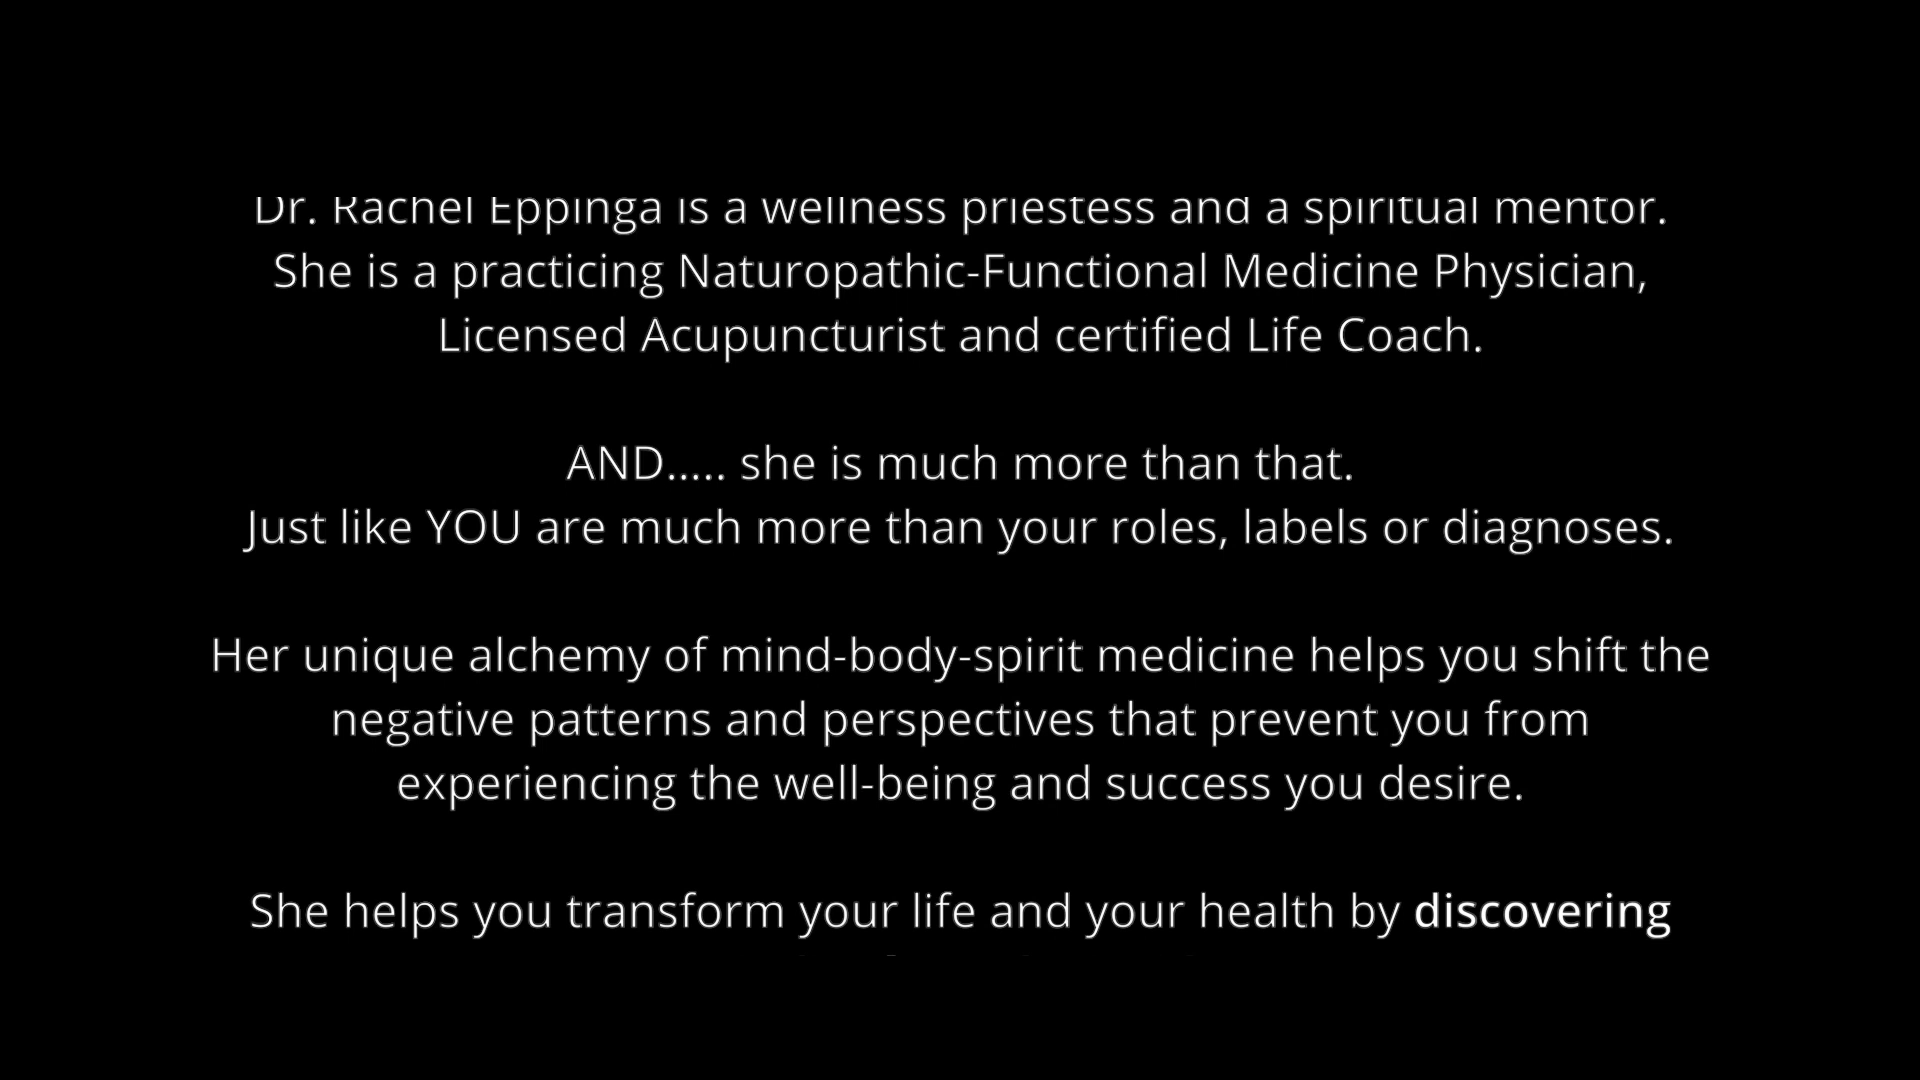 Dr. Rachel Eppinga is a wellness priestess and a spiritual mentor.
She is a practicing Naturopathic-Functional Medicine Physician,
Licensed Acupuncturist and certified Life Coach.
AND..... she is much more than that.
Just like YOU are much more than your roles, labels or diagnoses.
Her unique alchemy of mind-body-spirit medicine helps you shift the
negative patterns and perspectives that prevent you from
experiencing the well-being and success you desire.
She helps you transform your life and your health by discovering